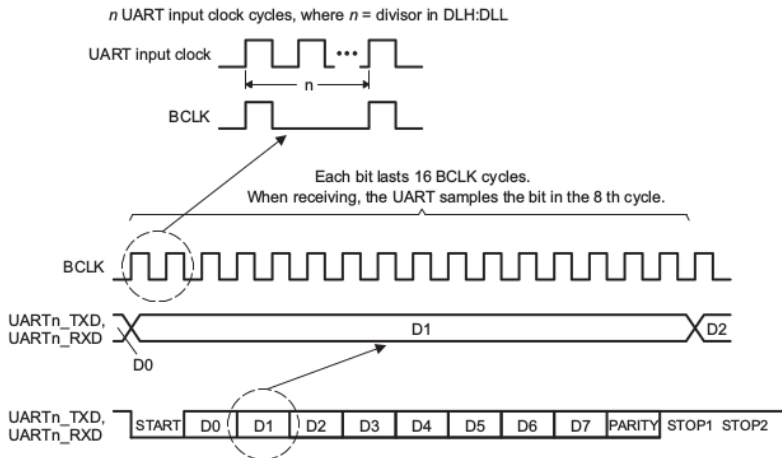 n UART input clock cycles, where n = divisor in DLH:DLL
UART input clock
n
BCLK
Each bit lasts 16 BCLK cycles.
When receiving, the UART samples the bit in the 8 th cycle.
BCLK
UARTn_TXD,
UARTn_RXD
D1
D2
D0
UARTn_TXD,
UARTn_RXD
START D0 D1 D2 D3 D4 D5 D6 D7 PARITY STOP1 STOP2